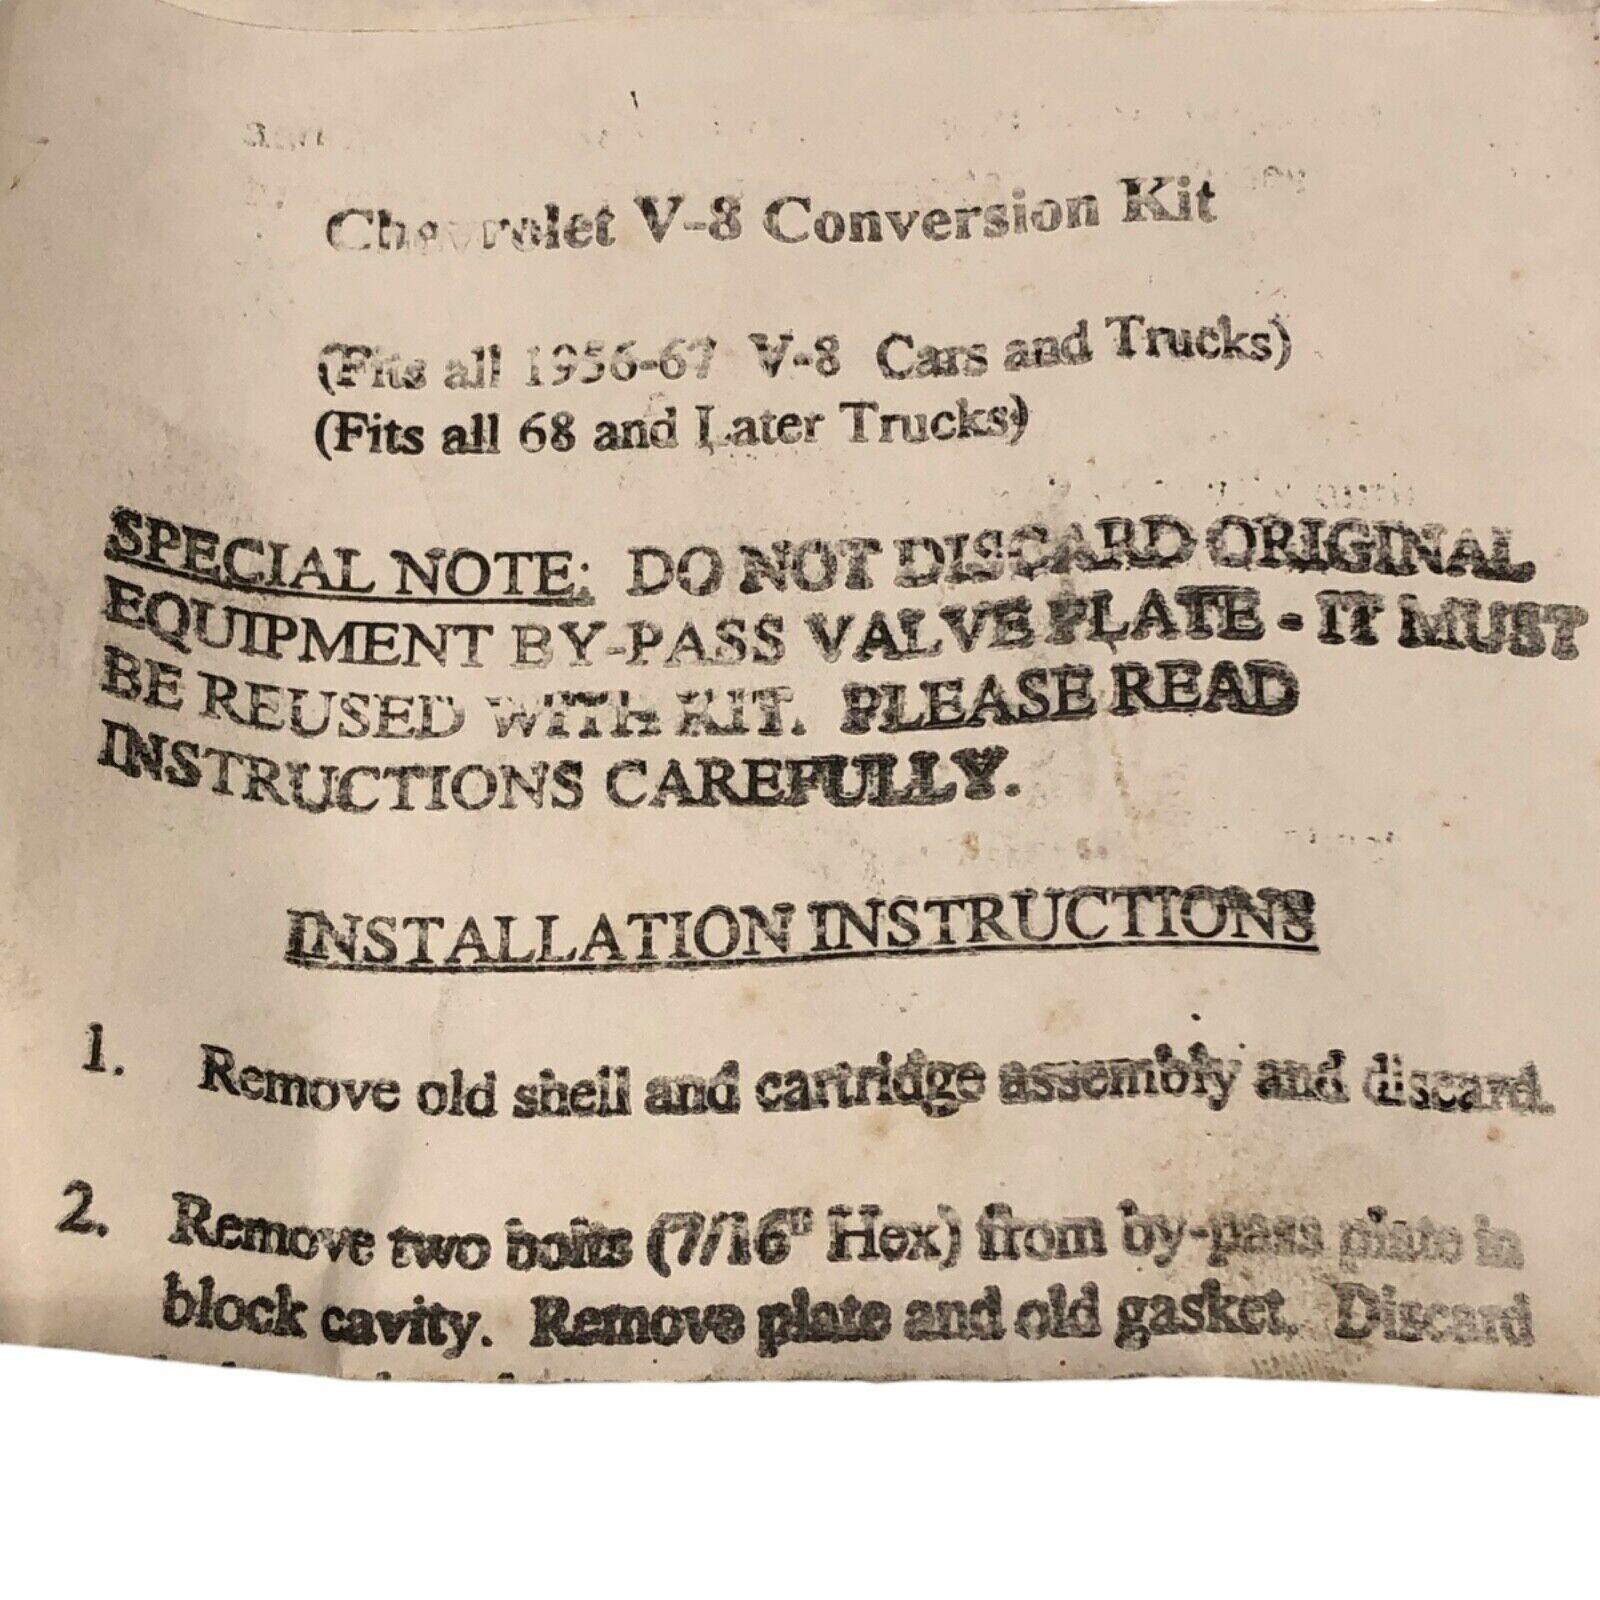 Chevrolet V-8 Conversion Kit
(Fits all 1956-67 V-8 Cars and Trucks)
(Fits all 68 and Later Trucks)
SPECIAL NOTE: DO NOT DISCARD ORIGINAL
EQUIPMENT BY-PASS VALVE PLATE - IT MUST
BE REUSED WITH KIT. PLEASE READ
INSTRUCTIONS CAREFULLY.
INSTALLATION INSTRUCTIONS
1. Remove old shell and cartridge assembly and discard.
2. Remove two bolts (7/16" Hex) from by-pass plate in
block cavity. Remove plate and old gasket. Discard